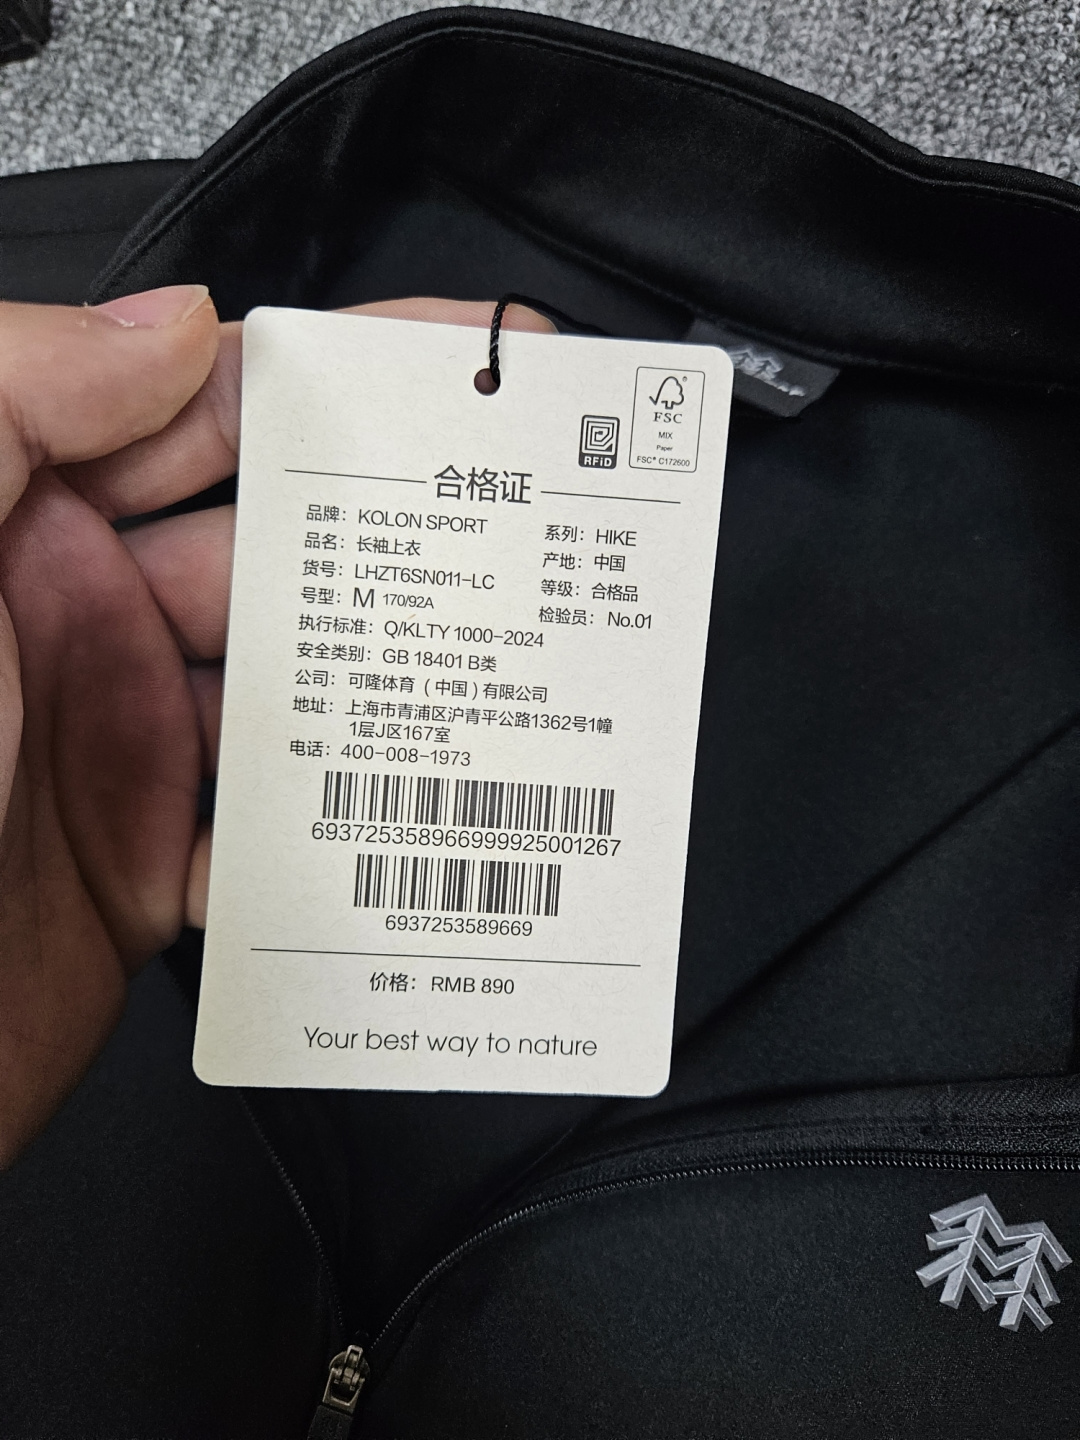 FSC
MIX
Paper
FSC® C172600
RFiD
合格证
品牌：KOLON SPORT
系列：HIKE
品名：长袖上衣
产地：中国
货号：LHZT6SN011-LC
等级：合格品
号型：M 170/92A
检验员：No.01
执行标准：Q/KLTY 1000-2024
安全类别：GB 18401 B类
公司：可隆体育（中国）有限公司
地址：上海市青浦区沪青平公路1362号1幢
1层J区167室
电话：400-008-1973
693725358966999925001267
6937253589669
价格：RMB 890
Your best way to nature